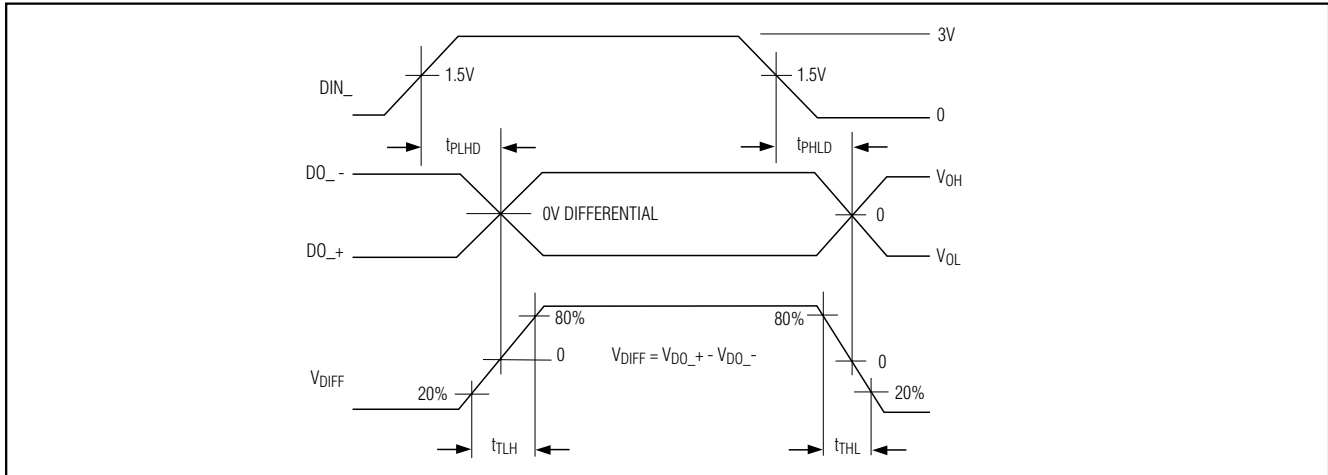 3V
1.5V 1.5V
DIN_
0
tPLHD tPHLD
DO_ - VOH
0V DIFFERENTIAL 0
DO_+ VOL
80% 80%
0 VDIFF = VDO_+ - VDO_- 0
VDIFF
20% 20%
tTLH tTHL